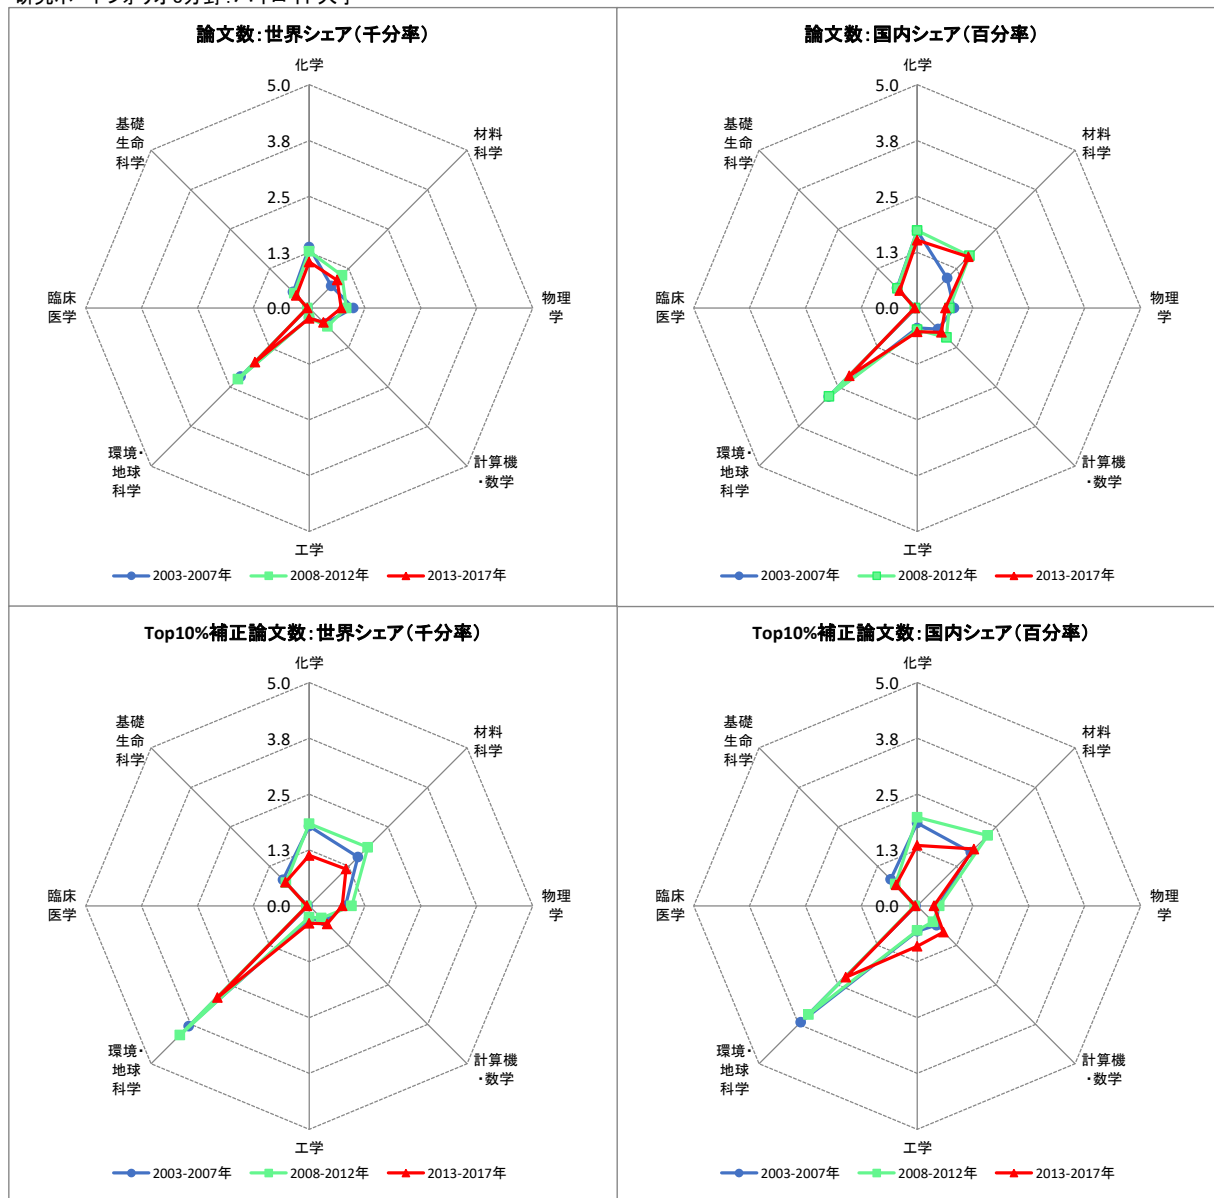 論文数:世界シェア(千分率)
化学
5.0
3.8
2.5
1.3
0.0
材料
科学
物理
学
計算機
・数学
工学
環境・
地球
科学
臨床
医学
基礎
生命
科学
2003-2007年 2008-2012年 2013-2017年
論文数:国内シェア(百分率)
化学
5.0
3.8
2.5
1.3
0.0
材料
科学
物理
学
計算機
・数学
工学
環境・
地球
科学
臨床
医学
基礎
生命
科学
2003-2007年 2008-2012年 2013-2017年
Top10%補正論文数:世界シェア(千分率)
化学
5.0
3.8
2.5
1.3
0.0
材料
科学
物理
学
計算機
・数学
工学
環境・
地球
科学
臨床
医学
基礎
生命
科学
2003-2007年 2008-2012年 2013-2017年
Top10%補正論文数:国内シェア(百分率)
化学
5.0
3.8
2.5
1.3
0.0
材料
科学
物理
学
計算機
・数学
工学
環境・
地球
科学
臨床
医学
基礎
生命
科学
2003-2007年 2008-2012年 2013-2017年